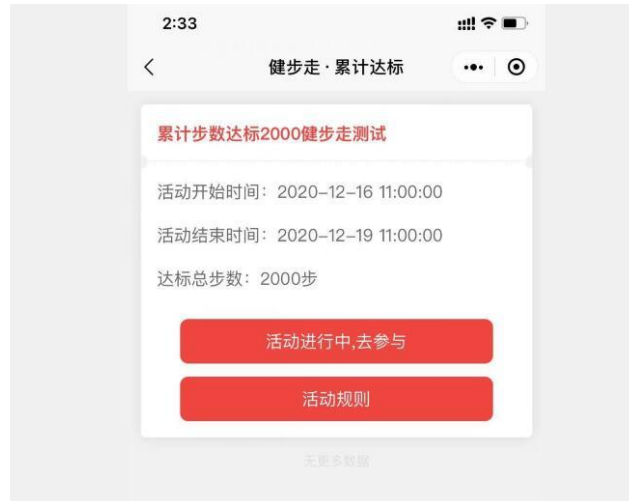 2:33
健步走·累计达标
累计步数达标2000健步走测试
活动开始时间：2020-12-16 11:00:00
活动结束时间：2020-12-19 11:00:00
达标总步数：2000步
活动进行中,去参与
活动规则
无更多数据